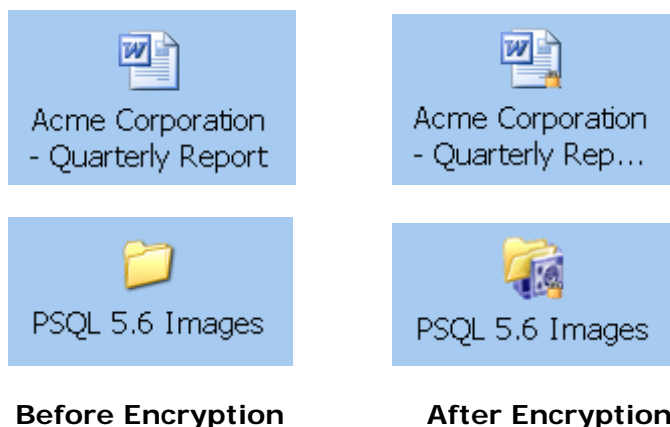 Acme Corporation
- Quarterly Report
Acme Corporation
- Quarterly Rep...
PSQL 5.6 Images
PSQL 5.6 Images
Before Encryption
After Encryption